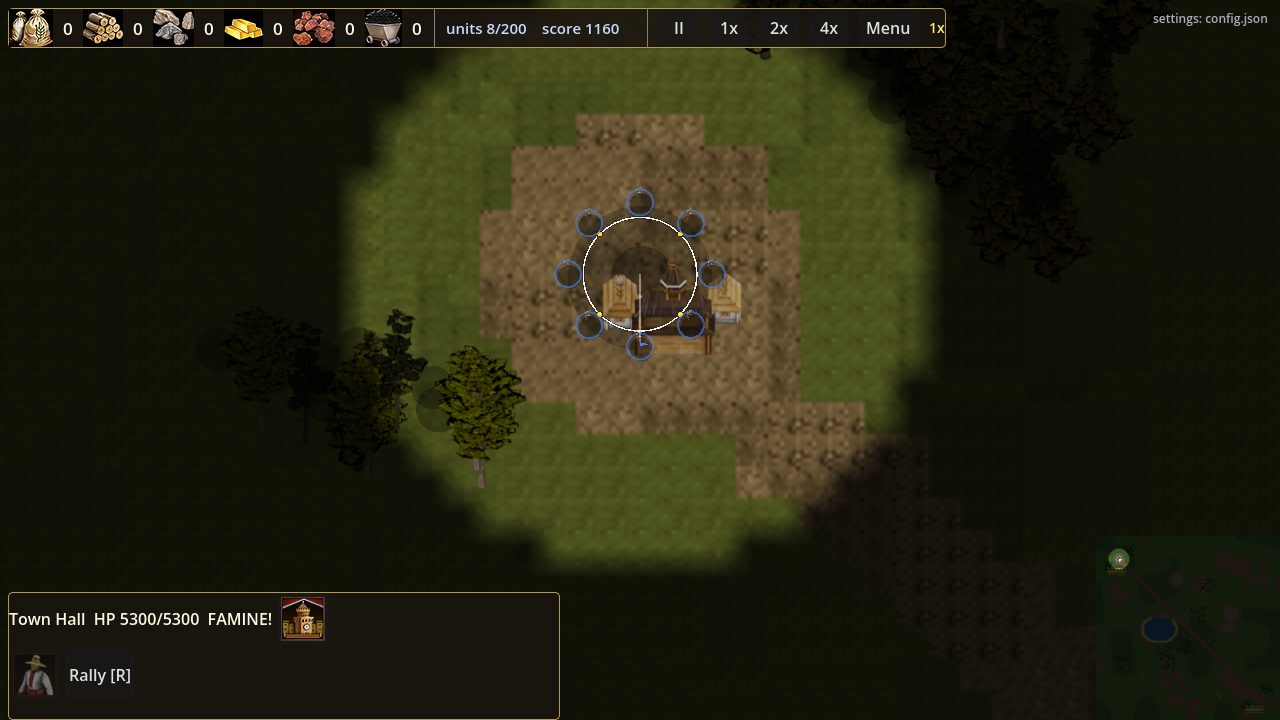 0 0 0 0 0 0 units 8/200 score 1160 II 1x 2x 4x Menu 1x
settings: config.json
Town Hall HP 5300/5300 FAMINE!
Rally [R]